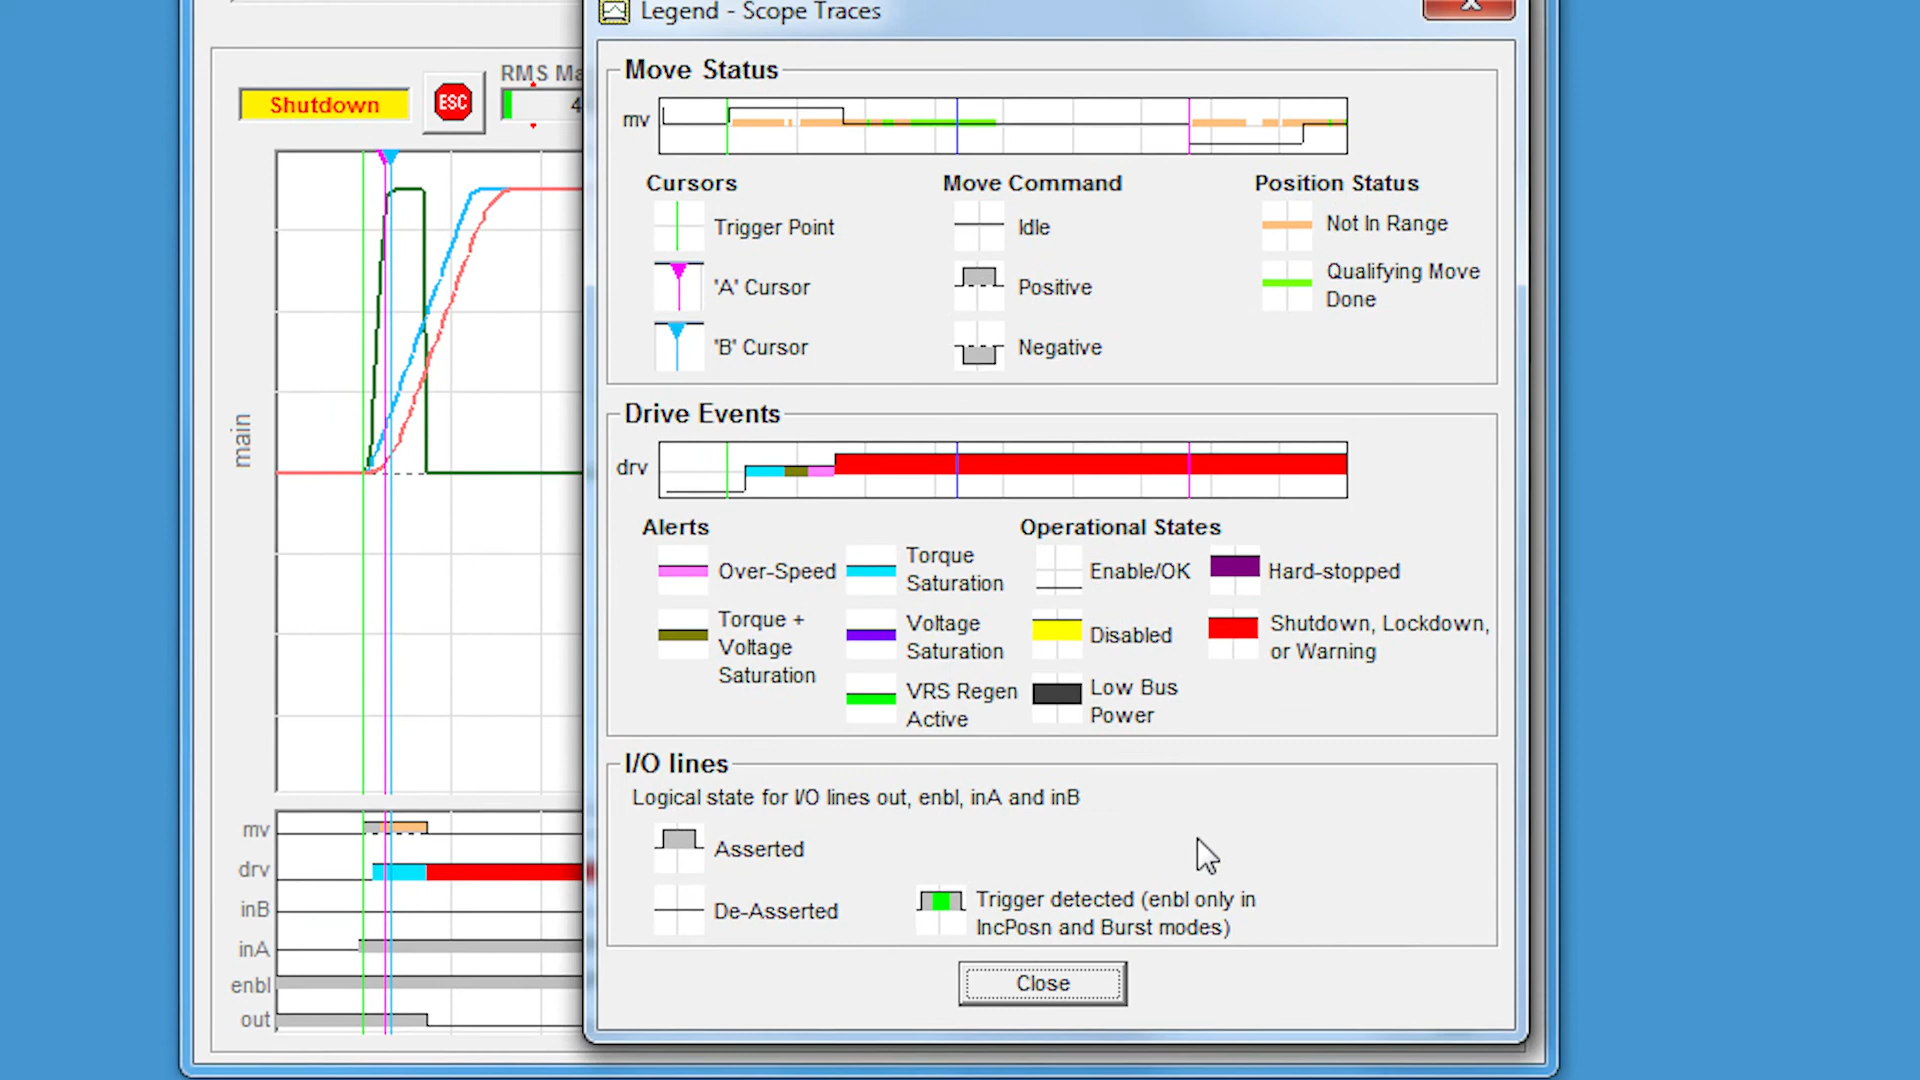 Legend - Scope Traces
Shutdown
ESC
RMS Ma
4
main
mv
drv
inB
inA
enbl
out
Move Status
mv
Cursors
Trigger Point
'A' Cursor
'B' Cursor
Move Command
Idle
Positive
Negative
Position Status
Not In Range
Qualifying Move
Done
Drive Events
drv
Alerts
Over-Speed
Torque +
Voltage
Saturation
Torque
Saturation
Voltage
Saturation
VRS Regen
Active
Operational States
Enable/OK
Disabled
Low Bus
Power
Hard-stopped
Shutdown, Lockdown,
or Warning
I/O lines
Logical state for I/O lines out, enbl, inA and inB
Asserted
De-Asserted
Trigger detected (enbl only in
IncPosn and Burst modes)
Close